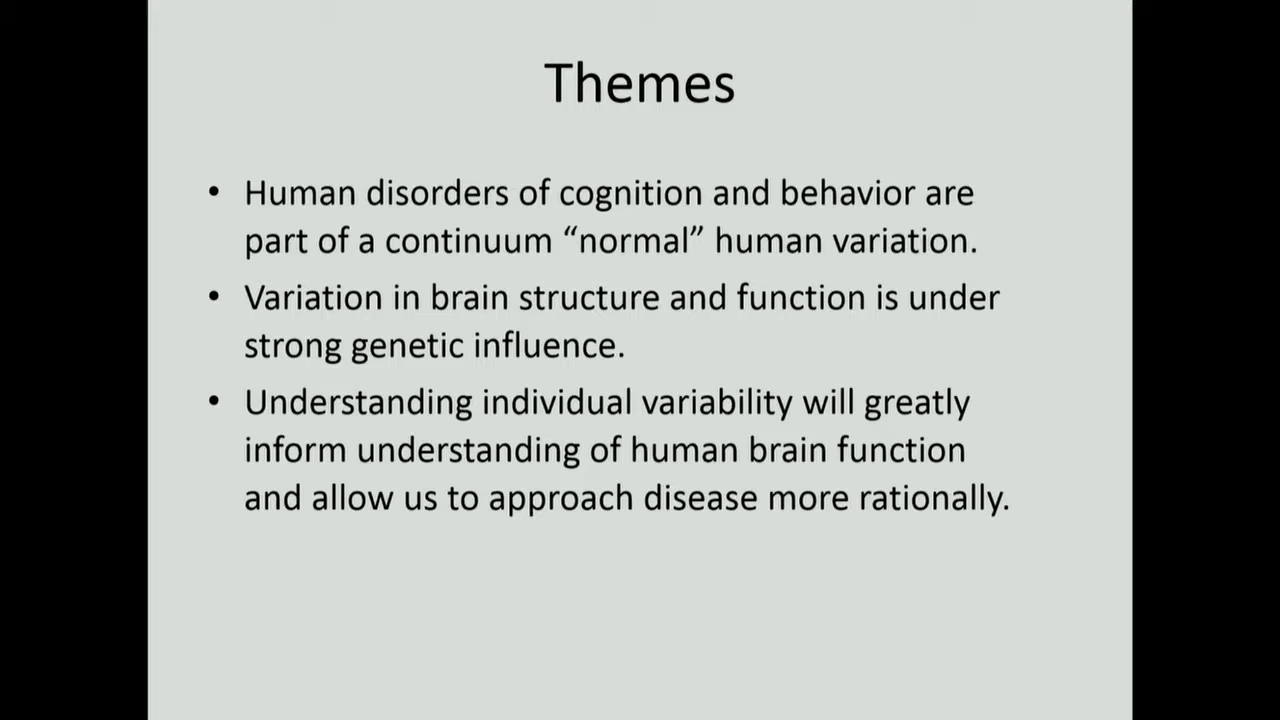 Themes
• Human disorders of cognition and behavior are
part of a continuum “normal” human variation.
• Variation in brain structure and function is under
strong genetic influence.
• Understanding individual variability will greatly
inform understanding of human brain function
and allow us to approach disease more rationally.